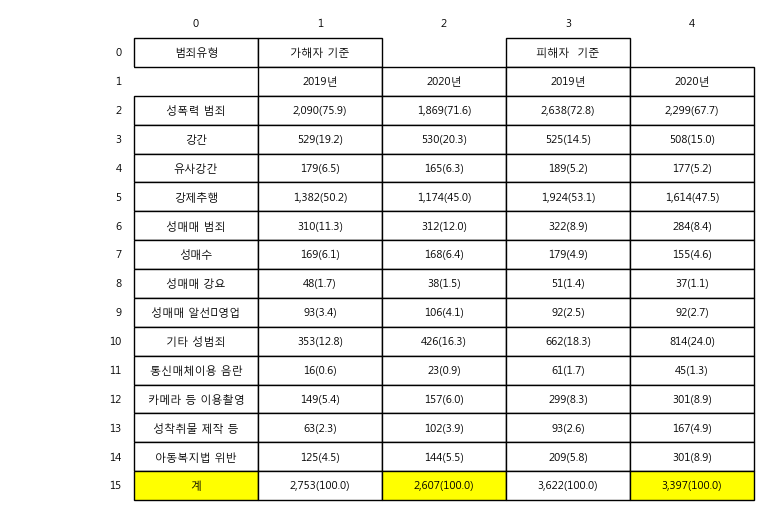 0 1 2 3 4
0 범죄유형 가해자 기준 피해자 기준
1 2019년 2020년 2019년 2020년
2 성폭력 범죄 2,090(75.9) 1,869(71.6) 2,638(72.8) 2,299(67.7)
3 강간 529(19.2) 530(20.3) 525(14.5) 508(15.0)
4 유사강간 179(6.5) 165(6.3) 189(5.2) 177(5.2)
5 강제추행 1,382(50.2) 1,174(45.0) 1,924(53.1) 1,614(47.5)
6 성매매 범죄 310(11.3) 312(12.0) 322(8.9) 284(8.4)
7 성매수 169(6.1) 168(6.4) 179(4.9) 155(4.6)
8 성매매 강요 48(1.7) 38(1.5) 51(1.4) 37(1.1)
9 성매매 알선□영업 93(3.4) 106(4.1) 92(2.5) 92(2.7)
10 기타 성범죄 353(12.8) 426(16.3) 662(18.3) 814(24.0)
11 통신매체이용 음란 16(0.6) 23(0.9) 61(1.7) 45(1.3)
12 카메라 등 이용촬영 149(5.4) 157(6.0) 299(8.3) 301(8.9)
13 성착취물 제작 등 63(2.3) 102(3.9) 93(2.6) 167(4.9)
14 아동복지법 위반 125(4.5) 144(5.5) 209(5.8) 301(8.9)
15 계 2,753(100.0) 2,607(100.0) 3,622(100.0) 3,397(100.0)